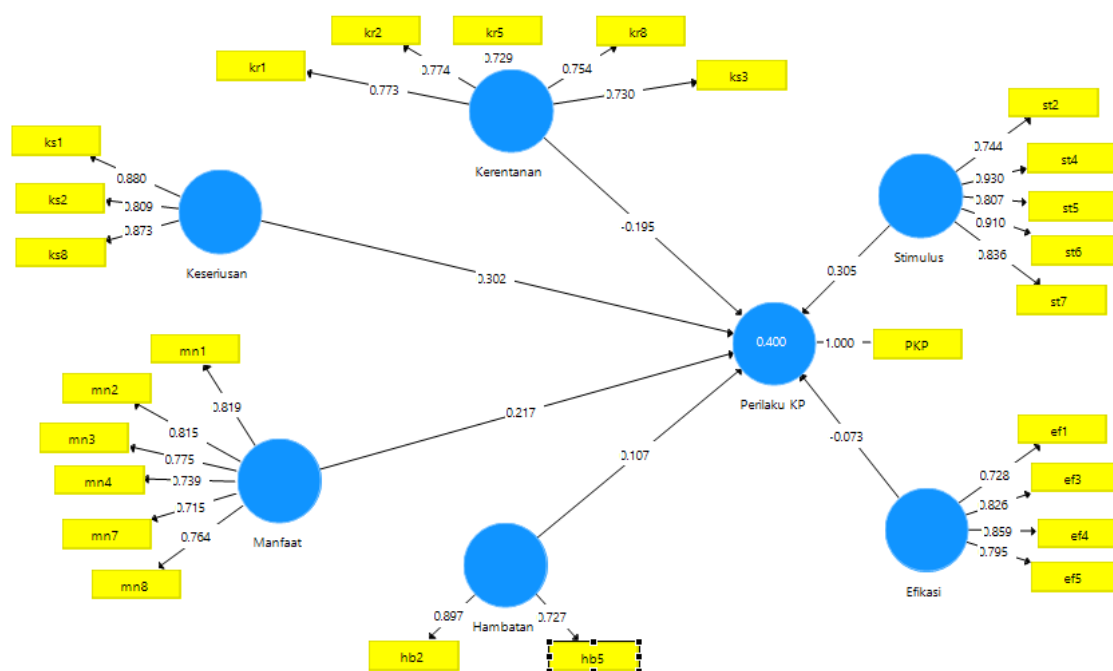 kr2
kr5
kr8
kr1
ks3
0.774
0.729
0.754
0.773
0.730
Kerentanan
-0.195
ks1
ks2
ks8
0.880
0.809
0.873
Keseriusan
0.302
st2
st4
st5
st6
st7
0.744
0.930
0.807
0.910
0.836
Stimulus
0.305
0.400
1.000
PKP
Perilaku KP
mn1
mn2
mn3
mn4
mn7
mn8
0.819
0.815
0.775
0.739
0.715
0.764
Manfaat
0.217
0.107
-0.073
ef1
ef3
ef4
ef5
0.728
0.826
0.859
0.795
Efikasi
0.897
0.727
Hambatan
hb2
hb5